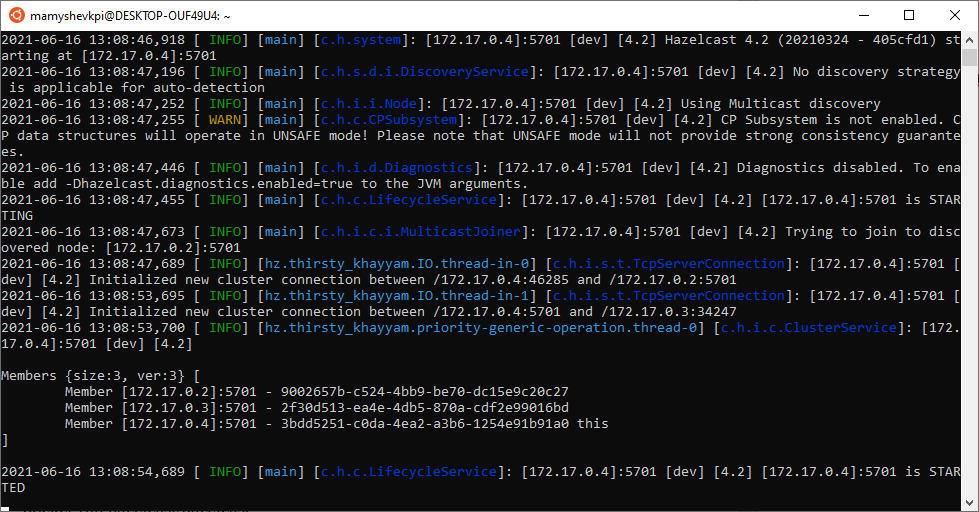 mamyshevkpi@DESKTOP-OUF49U4: ~
2021-06-16 13:08:46,918 [ INFO] [main] [c.h.system]: [172.17.0.4]:5701 [dev] [4.2] Hazelcast 4.2 (20210324 - 405cfd1) st
arting at [172.17.0.4]:5701
2021-06-16 13:08:47,196 [ INFO] [main] [c.h.s.d.i.DiscoveryService]: [172.17.0.4]:5701 [dev] [4.2] No discovery strategy
 is applicable for auto-detection
2021-06-16 13:08:47,252 [ INFO] [main] [c.h.i.i.Node]: [172.17.0.4]:5701 [dev] [4.2] Using Multicast discovery
2021-06-16 13:08:47,255 [ WARN] [main] [c.h.c.CPSubsystem]: [172.17.0.4]:5701 [dev] [4.2] CP Subsystem is not enabled. C
P data structures will operate in UNSAFE mode! Please note that UNSAFE mode will not provide strong consistency guarante
es.
2021-06-16 13:08:47,446 [ INFO] [main] [c.h.i.d.Diagnostics]: [172.17.0.4]:5701 [dev] [4.2] Diagnostics disabled. To ena
ble add -Dhazelcast.diagnostics.enabled=true to the JVM arguments.
2021-06-16 13:08:47,455 [ INFO] [main] [c.h.c.LifecycleService]: [172.17.0.4]:5701 [dev] [4.2] [172.17.0.4]:5701 is STAR
TING
2021-06-16 13:08:47,673 [ INFO] [main] [c.h.i.c.i.MulticastJoiner]: [172.17.0.4]:5701 [dev] [4.2] Trying to join to disc
overed node: [172.17.0.2]:5701
2021-06-16 13:08:47,689 [ INFO] [hz.thirsty_khayyam.IO.thread-in-0] [c.h.i.s.t.TcpServerConnection]: [172.17.0.4]:5701 [
dev] [4.2] Initialized new cluster connection between /172.17.0.4:46285 and /172.17.0.2:5701
2021-06-16 13:08:53,695 [ INFO] [hz.thirsty_khayyam.IO.thread-in-1] [c.h.i.s.t.TcpServerConnection]: [172.17.0.4]:5701 [
dev] [4.2] Initialized new cluster connection between /172.17.0.4:5701 and /172.17.0.3:34247
2021-06-16 13:08:53,700 [ INFO] [hz.thirsty_khayyam.priority-generic-operation.thread-0] [c.h.i.c.ClusterService]: [172.
17.0.4]:5701 [dev] [4.2]
Members {size:3, ver:3} [
        Member [172.17.0.2]:5701 - 9002657b-c524-4bb9-be70-dc15e9c20c27
        Member [172.17.0.3]:5701 - 2f30d513-ea4e-4db5-870a-cdf2e99016bd
        Member [172.17.0.4]:5701 - 3bdd5251-c0da-4ea2-a3b6-1254e91b91a0 this
]
2021-06-16 13:08:54,689 [ INFO] [main] [c.h.c.LifecycleService]: [172.17.0.4]:5701 [dev] [4.2] [172.17.0.4]:5701 is STAR
TED